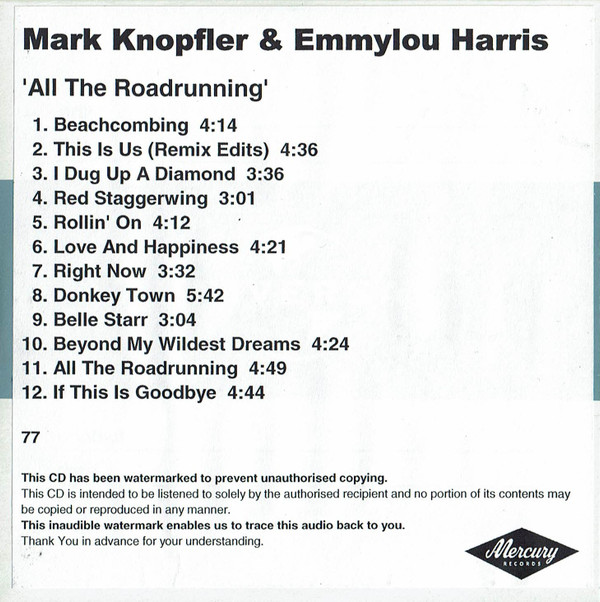 Mark Knopfler & Emmylou Harris
'All The Roadrunning'
1. Beachcombing 4:14
2. This Is Us (Remix Edits) 4:36
3. I Dug Up A Diamond 3:36
4. Red Staggerwing 3:01
5. Rollin' On 4:12
6. Love And Happiness 4:21
7. Right Now 3:32
8. Donkey Town 5:42
9. Belle Starr 3:04
10. Beyond My Wildest Dreams 4:24
11. All The Roadrunning 4:49
12. If This Is Goodbye 4:44
77
This CD has been watermarked to prevent unauthorised copying.
This CD is intended to be listened to solely by the authorised recipient and no portion of its contents may
be copied or reproduced in any manner.
This inaudible watermark enables us to trace this audio back to you.
Thank You in advance for your understanding.
Mercury
RECORDS